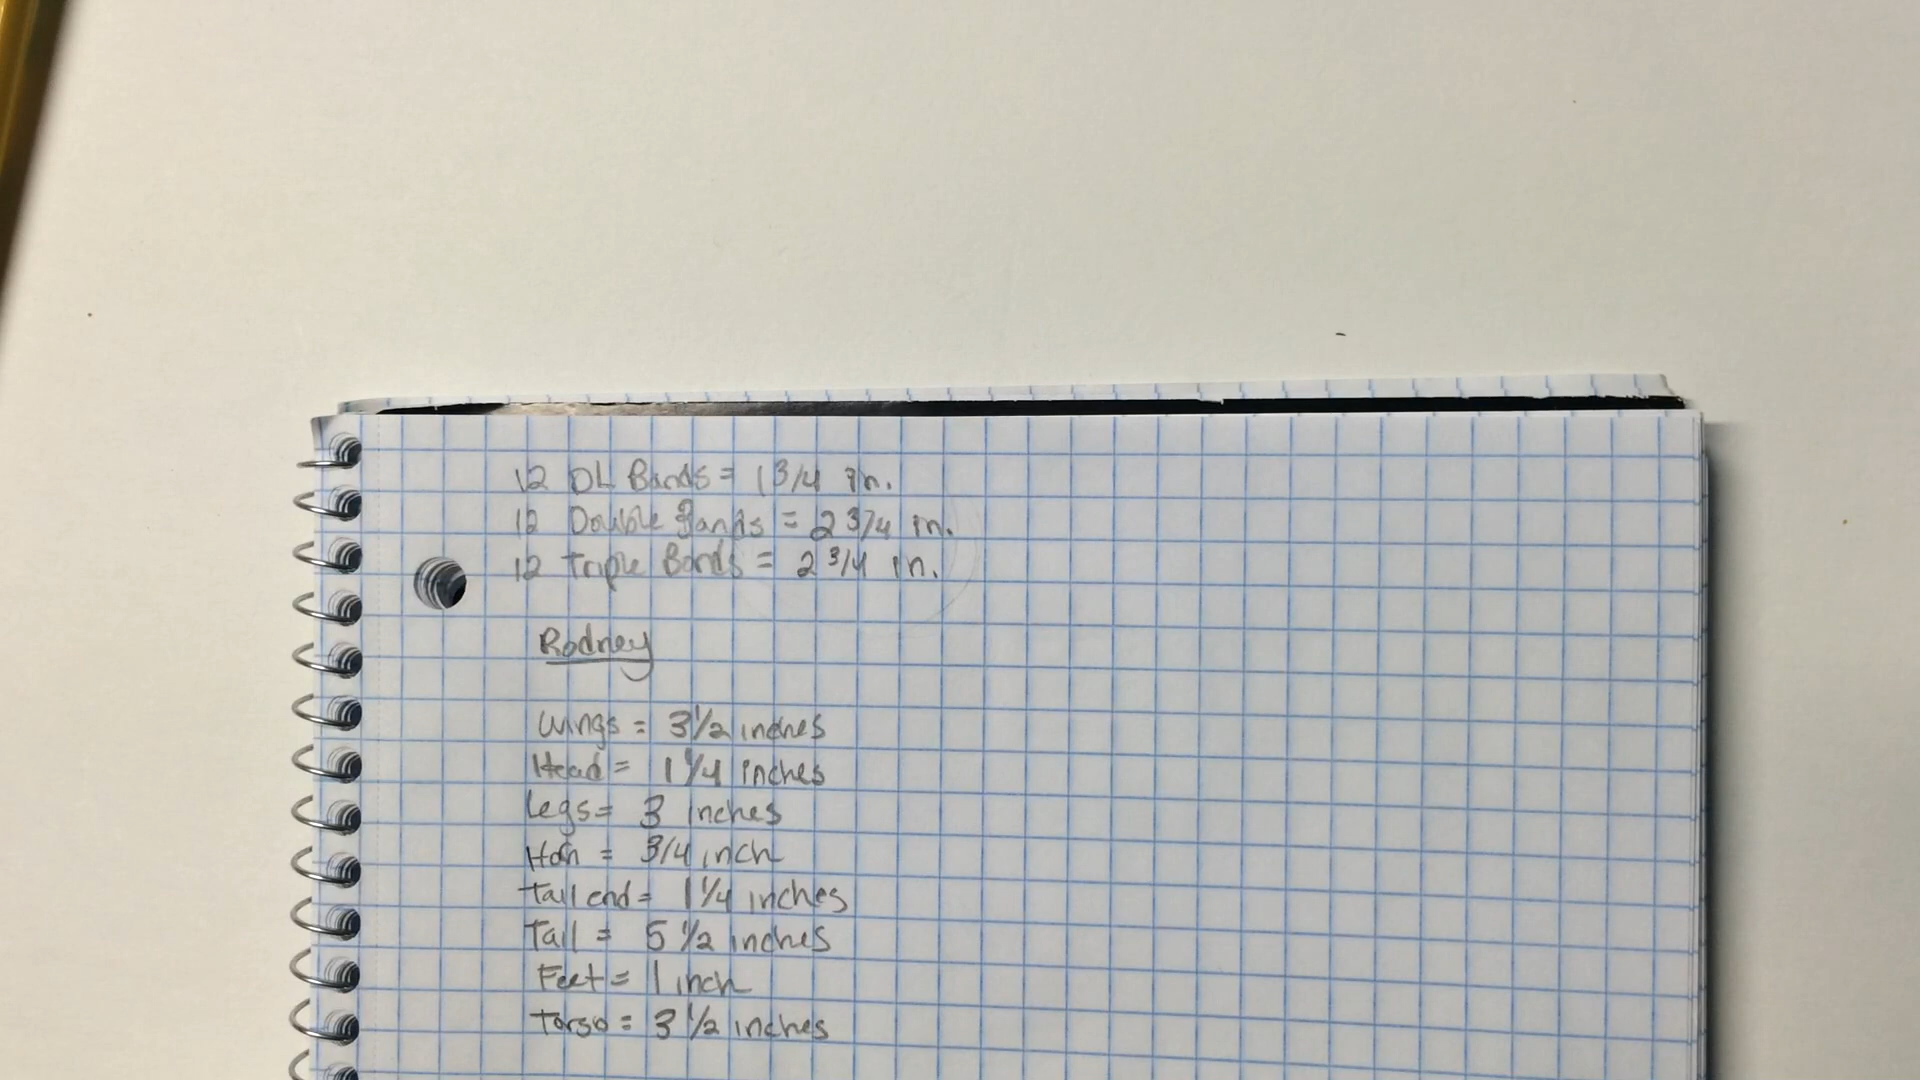 12 DL Bands = 1 3/4 in.
12 Double Bands = 2 3/4 in.
12 Triple Bands = 2 3/4 in.
Rodney
Wings = 3 1/2 inches
Head = 1 1/4 inches
Legs = 3 inches
= 3/4 inch
Tail end = 1 1/4 inches
Tail = 5 1/2 inches
Feet = 1 inch
Torso = 3 1/2 inches